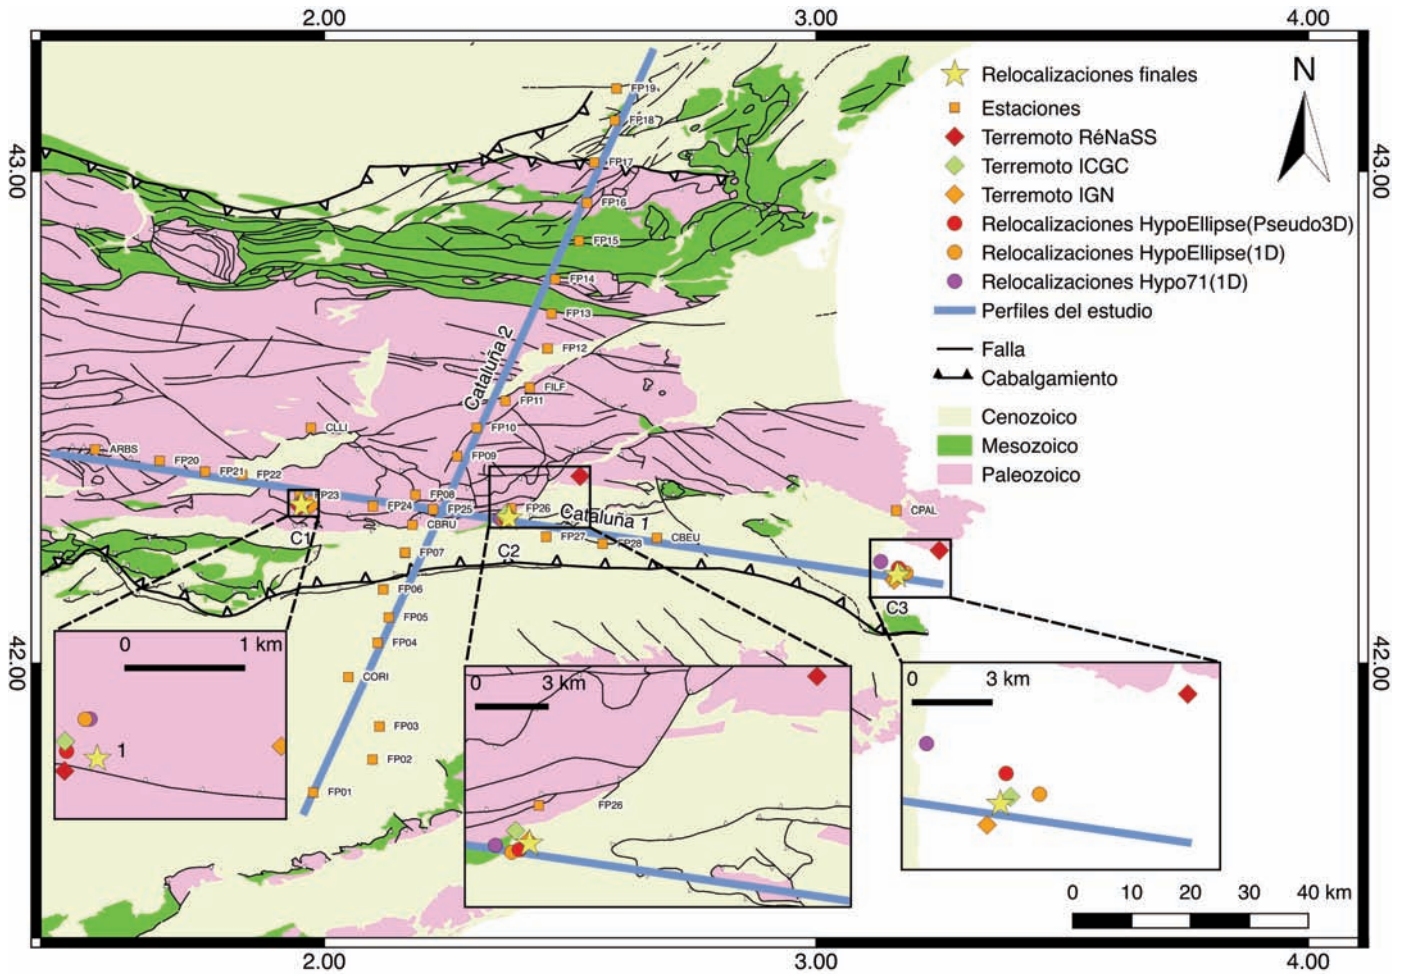 2.00
3.00
4.00
43.00
42.00
43.00
42.00
2.00
3.00
4.00
N
Relocalizaciones finales
Estaciones
Terremoto RéNaSS
Terremoto ICGC
Terremoto IGN
Relocalizaciones HypoEllipse(Pseudo3D)
Relocalizaciones HypoEllipse(1D)
Relocalizaciones Hypo71(1D)
Perfiles del estudio
Falla
Cabalgamiento
Cenozoico
Mesozoico
Paleozoico
FP19
FP18
FP17
FP16
FP15
FP14
FP13
FP12
Cataluña 2
FILF
FP11
FP10
CLLI
ARBS
FP20
FP21
FP22
FP09
FP23
FP24
FP08
FP25
CBRU
FP26
Cataluña 1
FP27
FP28
CBEU
CPAL
C1
C2
C3
FP07
FP06
FP05
FP04
CORI
FP03
FP02
FP01
0 1 km
1
0 3 km
FP26
0 3 km
0 10 20 30 40 km